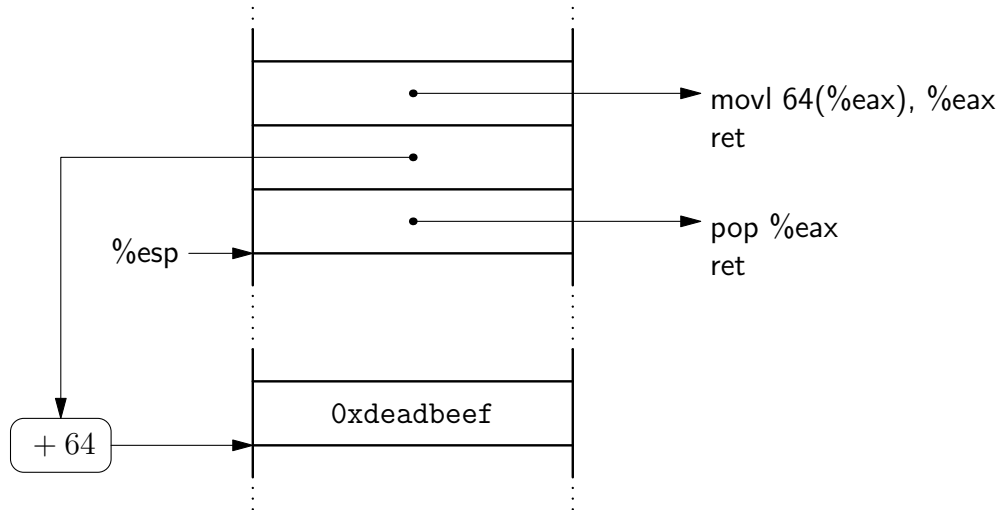 movl 64(%eax), %eax
ret
pop %eax
ret
%esp
0xdeadbeef
+ 64